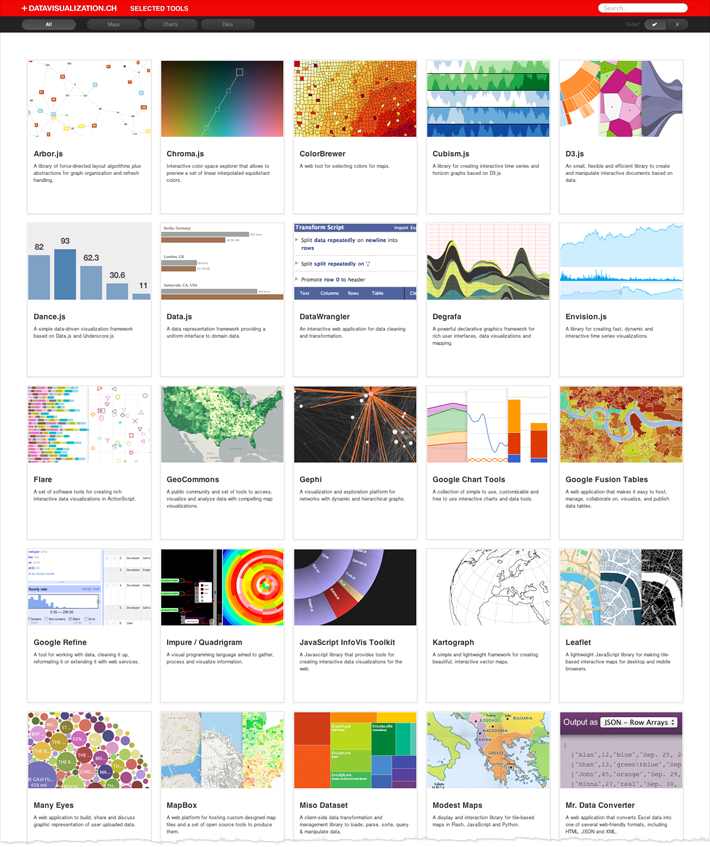 + DATAVISUALIZATION.CH SELECTED TOOLS
Search...
All Maps Charts Data
Code?
Arbor.js
A library of force-directed layout algorithms plus
abstractions for graph organization and refresh
handling.
Chroma.js
Interactive color space explorer that allows to
preview a set of linear interpolated equidistant
colors.
ColorBrewer
A web tool for selecting colors for maps.
Cubism.js
A library for creating interactive time series and
horizon graphs based on D3.js
D3.js
An small, flexible and efficient library to create
and manipulate interactive documents based on
data.
82
93
62.3
30.6
11
Dance.js
A simple data-driven visualization framework
based on Data.js and Underscore.js
Berlin, Germany
London, UK
Sunnyvale, CA, USA
Data.js
A data representation framework providing a
uniform interface to domain data.
Transform Script Import Ex
Split data repeatedly on newline into
rows
Split split repeatedly on ','
Promote row 0 to header
Text Columns Rows Table Cle
DataWrangler
An interactive web application for data cleaning
and transformation.
Degrafa
A powerful declarative graphics framework for
rich user interfaces, data visualizations and
mapping.
Envision.js
A library for creating fast, dynamic and
interactive time series visualizations.
Flare
A set of software tools for creating rich
interactive data visualizations in ActionScript.
GeoCommons
A public community and set of tools to access,
visualize and analyze data with compelling map
visualizations.
Gephi
A visualization and exploration platform for
networks with dynamic and hierarchical graphs.
Google Chart Tools
A collection of simple to use, customizable and
free to use interactive charts and data tools.
Google Fusion Tables
A web application that makes it easy to host,
manage, collaborate on, visualize, and publish
data tables.
Google Refine
A tool for working with data, cleaning it up,
reformating it or extending it with web services.
Impure / Quadrigram
A visual programming language aimed to gather,
process and visualize information.
JavaScript InfoVis Toolkit
A Javascript library that provides tools for
creating interactive data visualizations for the
web.
Kartograph
A simple and lightweight framework for creating
beautiful, interactive vector maps.
Leaflet
A lightweight JavaScript library for making tile-
based interactive maps for desktop and mobile
browsers.
Many Eyes
A web application to build, share and discuss
graphic representation of user uploaded data.
MapBox
A web platform for hosting custom designed map
tiles and a set of open source tools to produce
them.
Miso Dataset
A client-side data transformation and
management library to loads, parse, sorty, query
& manipulate data.
KOSOVO
BULGARIA
MACEDONIA
ALBANIA
GREECE
Modest Maps
A display and interaction library for tile-based
maps in Flash, JavaScript and Python.
Output as JSON – Row Arrays
[
["Alan",12,"blue","Sep. 25, 2
["Shan",13,"green\tblue","Sep
["John",45,"orange","Sep. 29,
["Minna",27,"teal","Sep. 30,
Mr. Data Converter
A web application that converts Excel data into
one of several web-friendly formats, including
HTML, JSON and XML.